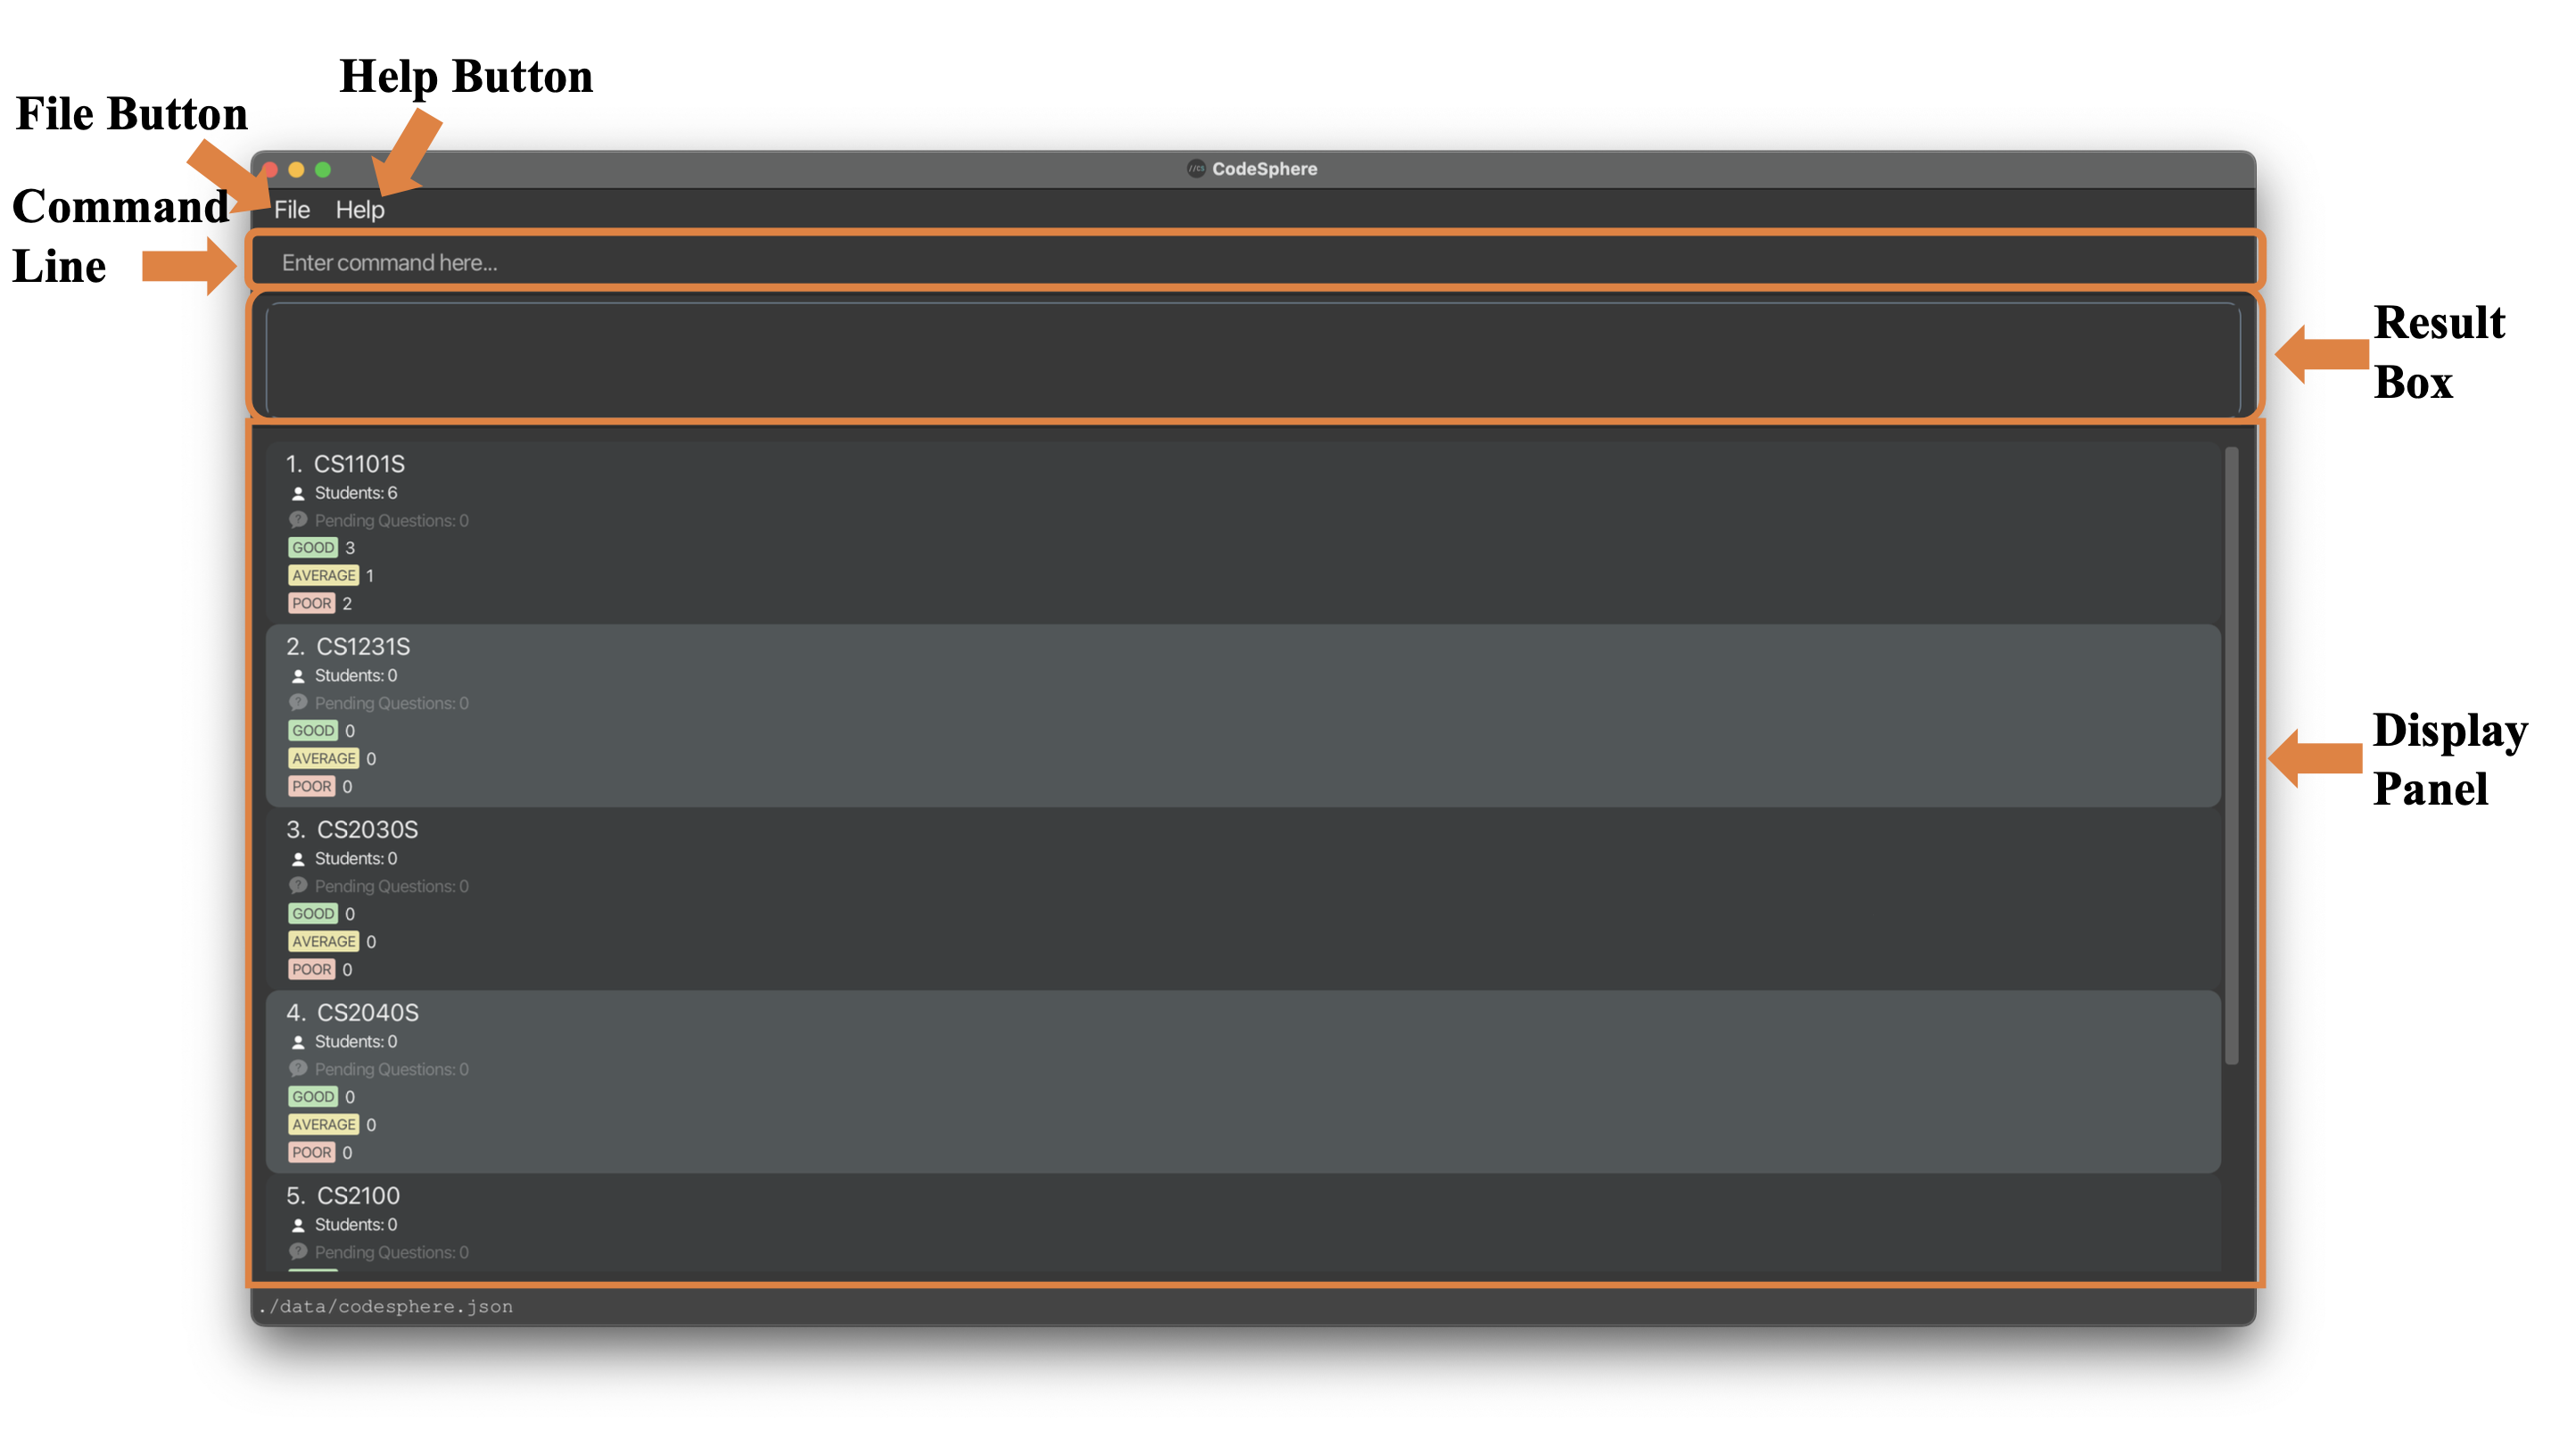 Help Button
File Button
Command
Line
CodeSphere
File Help
Enter command here...
Result
Box
1. CS1101S
Students: 6
Pending Questions: 0
GOOD 3
AVERAGE 1
POOR 2
2. CS1231S
Students: 0
Pending Questions: 0
GOOD 0
AVERAGE 0
POOR 0
Display
Panel
3. CS2030S
Students: 0
Pending Questions: 0
GOOD 0
AVERAGE 0
POOR 0
4. CS2040S
Students: 0
Pending Questions: 0
GOOD 0
AVERAGE 0
POOR 0
5. CS2100
Students: 0
Pending Questions: 0
./data/codesphere.json